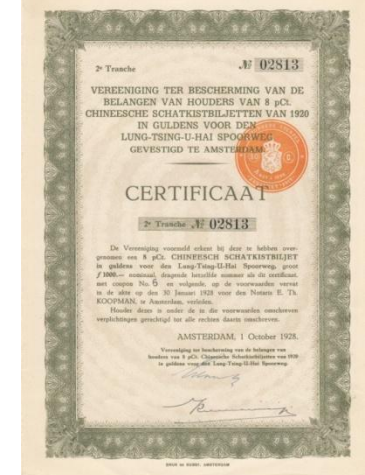 2e Tranche № 02813
VEREENIGING TER BESCHERMING VAN DE
BELANGEN VAN HOUDERS VAN 8 pCt.
CHINEESCHE SCHATKISTBILJETTEN VAN 1920
IN GULDENS VOOR DEN
LUNG-TSING-U-HAI SPOORWEG
GEVESTIGD TE AMSTERDAM.
CERTIFICAAT
2e Tranche № 02813
De Vereeniging voormeld erkent bij deze te hebben over-
genomen een 8 pCt. CHINEESCH SCHATKISTBILJET
in guldens voor den Lung-Tsing-U-Hai Spoorweg, groot
ƒ 1000.— nominaal, dragende hetzelfde nummer als dit certificaat,
met coupon No. 6 en volgende, op de voorwaarden vervat
in de akte op den 30 Januari 1928 voor den Notaris E. Th.
KOOPMAN, te Amsterdam, verleden.
Houder dezes is onder de in die voorwaarden omschreven
verplichtingen gerechtigd tot alle rechten daarin omschreven.
AMSTERDAM, 1 October 1928.
Vereeniging ter bescherming van de belangen van
houders van 8 pCt. Chineesche Schatkistbiljetten van 1920
in guldens voor den Lung-Tsing-U-Hai Spoorweg.
AMSTERDAM